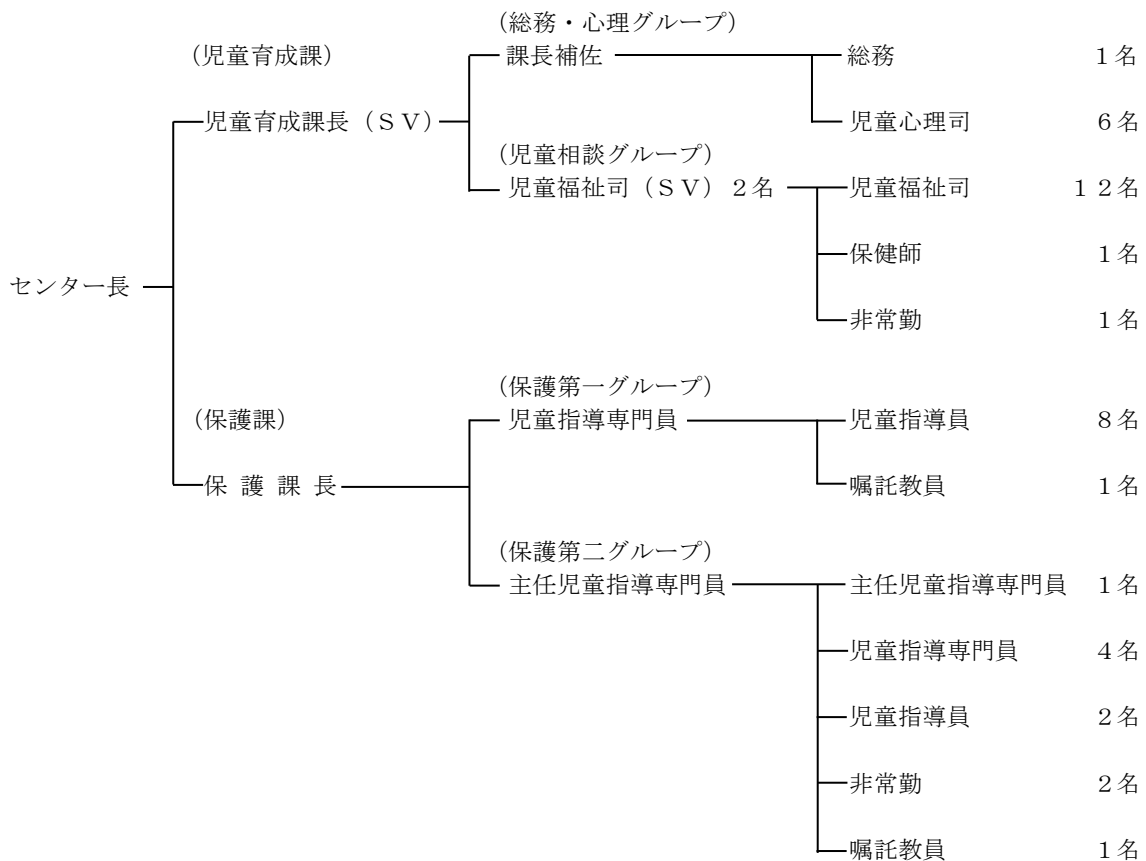 (総務・心理グループ)
(児童育成課) 課長補佐 総務 1名
児童育成課長(SV) 児童心理司 6名
(児童相談グループ)
児童福祉司(SV)2名 児童福祉司 12名
保健師 1名
センター長
非常勤 1名
(保護第一グループ)
(保護課) 児童指導専門員 児童指導員 8名
保護課長 嘱託教員 1名
(保護第二グループ)
主任児童指導専門員 主任児童指導専門員 1名
児童指導専門員 4名
児童指導員 2名
非常勤 2名
嘱託教員 1名